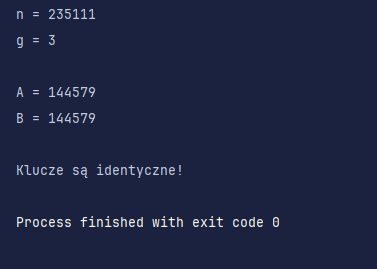 n = 235111
g = 3
A = 144579
B = 144579
Klucze są identyczne!
Process finished with exit code 0